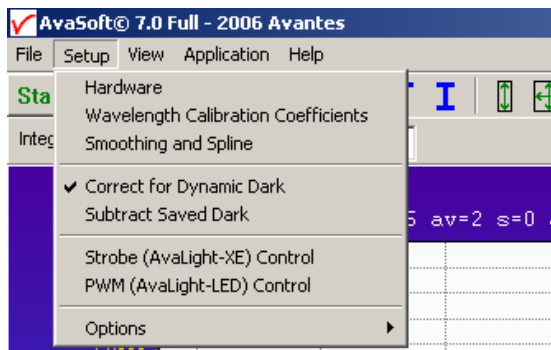 AvaSoft© 7.0 Full - 2006 Avantes
File Setup View Application Help
Sta
Hardware
Wavelength Calibration Coefficients
Integ
Smoothing and Spline
Correct for Dynamic Dark
Subtract Saved Dark
5 av=2 s=0
Strobe (AvaLight-XE) Control
PWM (AvaLight-LED) Control
Options